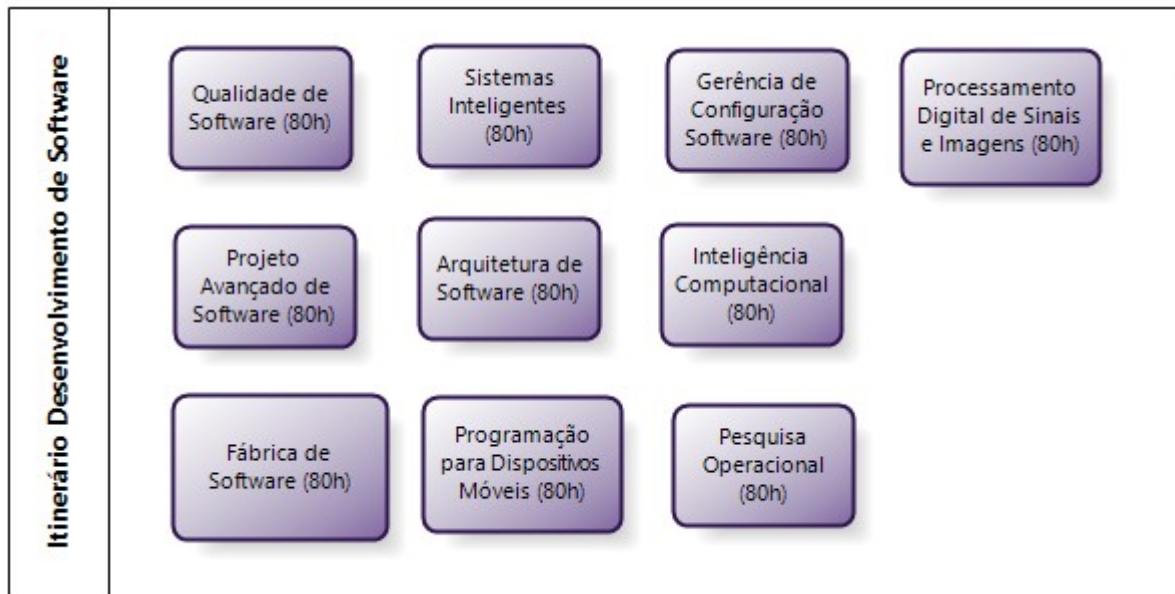 Itinerário Desenvolvimento de Software
Qualidade de
Software (80h)
Sistemas
Inteligentes
(80h)
Gerência de
Configuração
Software (80h)
Processamento
Digital de Sinais
e Imagens (80h)
Projeto
Avançado de
Software (80h)
Arquitetura de
Software (80h)
Inteligência
Computacional
(80h)
Fábrica de
Software (80h)
Programação
para Dispositivos
Móveis (80h)
Pesquisa
Operacional
(80h)